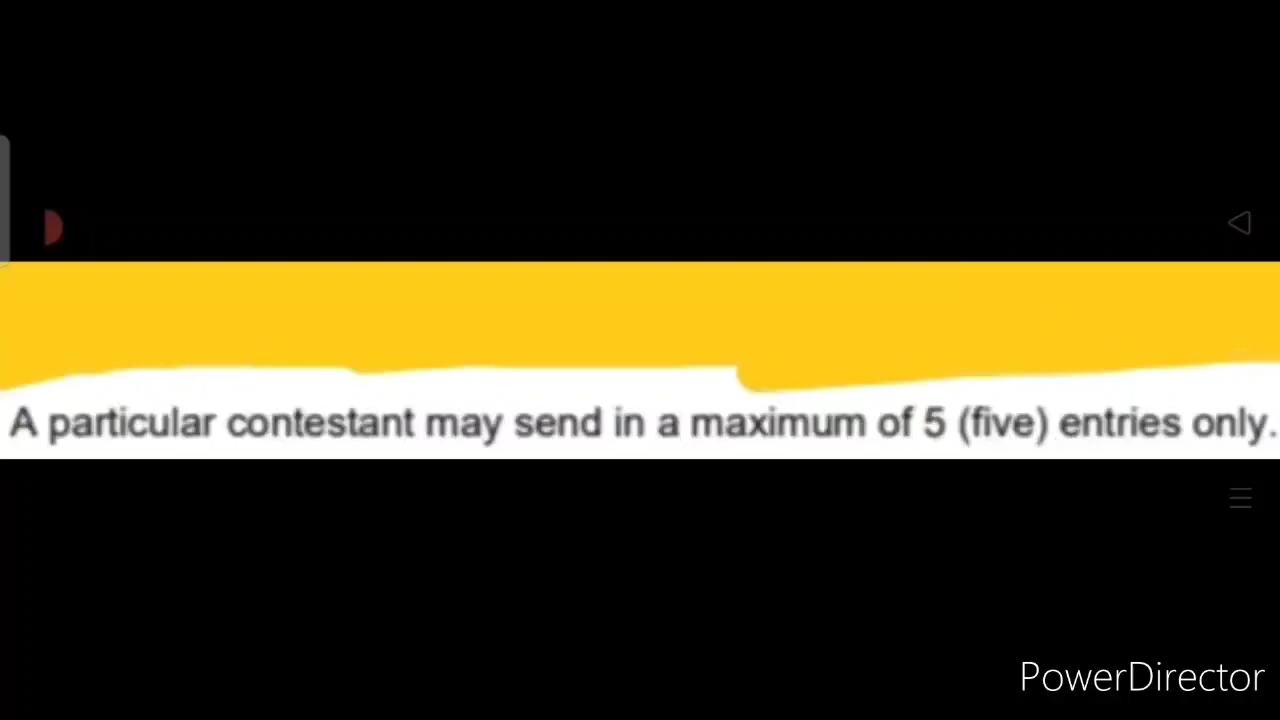 A particular contestant may send in a maximum of 5 (five) entries only.
PowerDirector